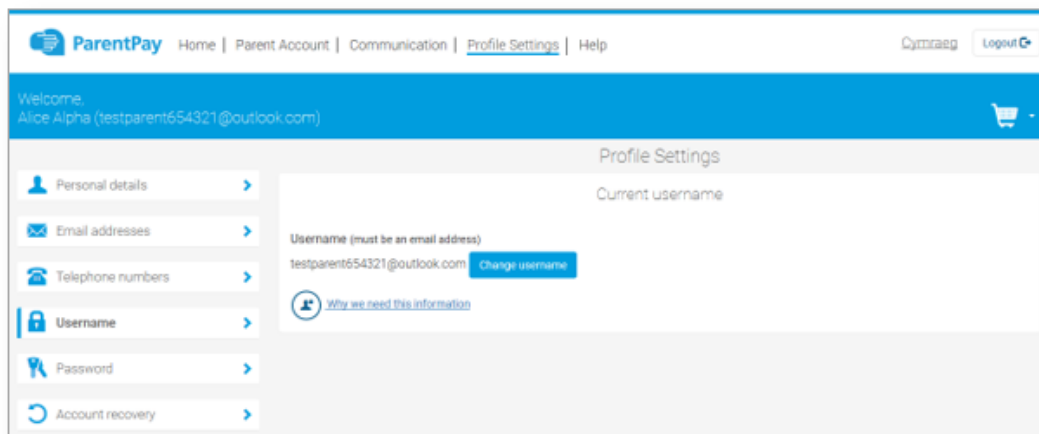 ParentPay Home | Parent Account | Communication | Profile Settings | Help Cymraeg Logout
Welcome,
Alice Alpha (testparent654321@outlook.com)
Profile Settings
Personal details
Email addresses
Telephone numbers
Username
Password
Account recovery
Current username
Username (must be an email address)
testparent654321@outlook.com Change username
Why we need this information